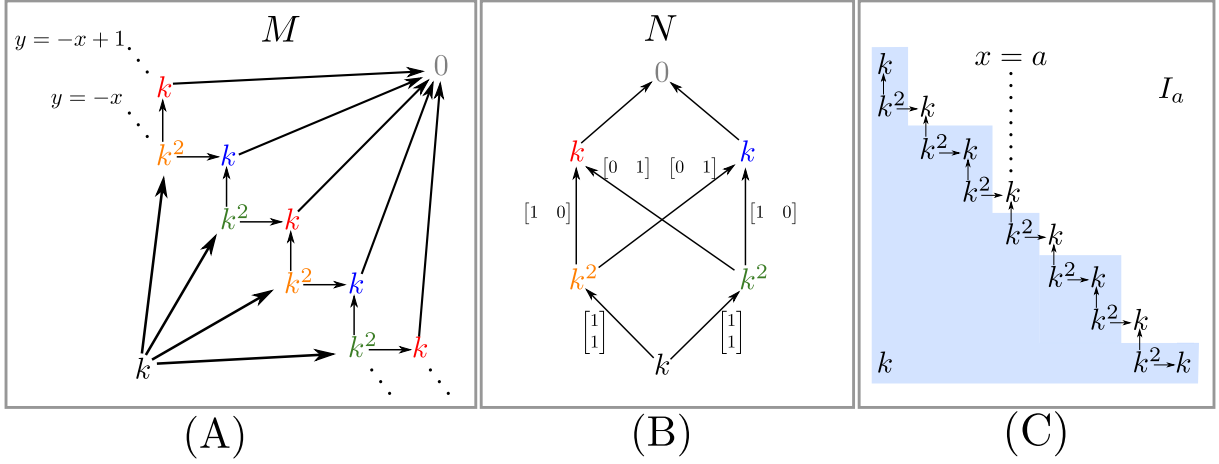 M
y = −x + 1
0
k
y = −x
k² k
k² k
k² k
k
k² k
(A)
N
0
k k
[0 1] [0 1]
[1 0] [1 0]
k² k²
[1 1] [1 1]
k
(B)
x = a
I_a
k
k² k
k² k
k² k
k² k
k² k
k² k
k k² k
(C)